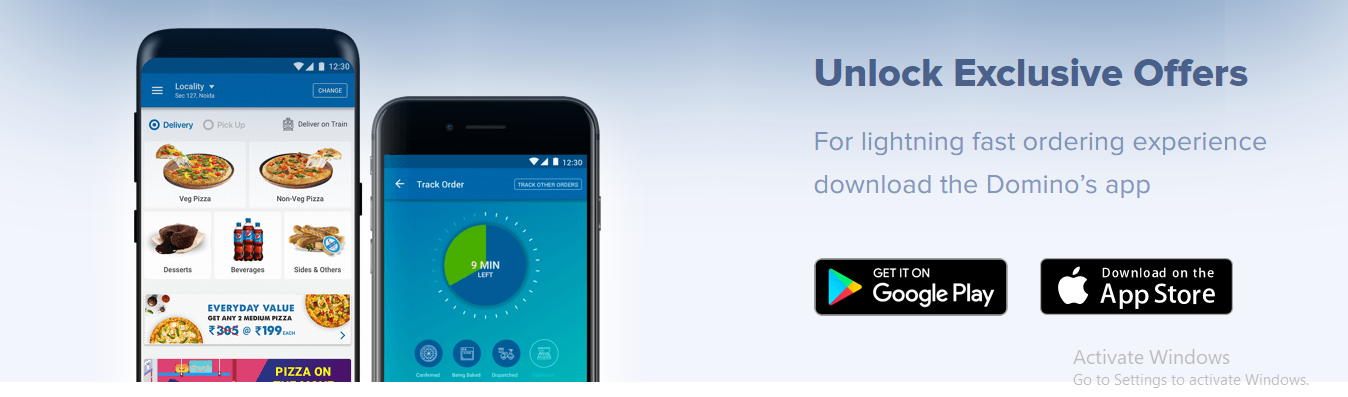 12:30
Locality
Sec 127, Noida
CHANGE
Delivery
Pick Up
Deliver on Train
Veg Pizza
Non-Veg Pizza
Desserts
Beverages
Sides & Others
EVERYDAY VALUE
GET ANY 2 MEDIUM PIZZA
₹305 @ ₹199 EACH
PIZZA ON
12:30
Track Order
TRACK OTHER ORDERS
9 MIN
LEFT
Confirmed
Being Baked
Dispatched
Unlock Exclusive Offers
For lightning fast ordering experience
download the Domino’s app
GET IT ON
Google Play
Download on the
App Store
Activate Windows
Go to Settings to activate Windows.